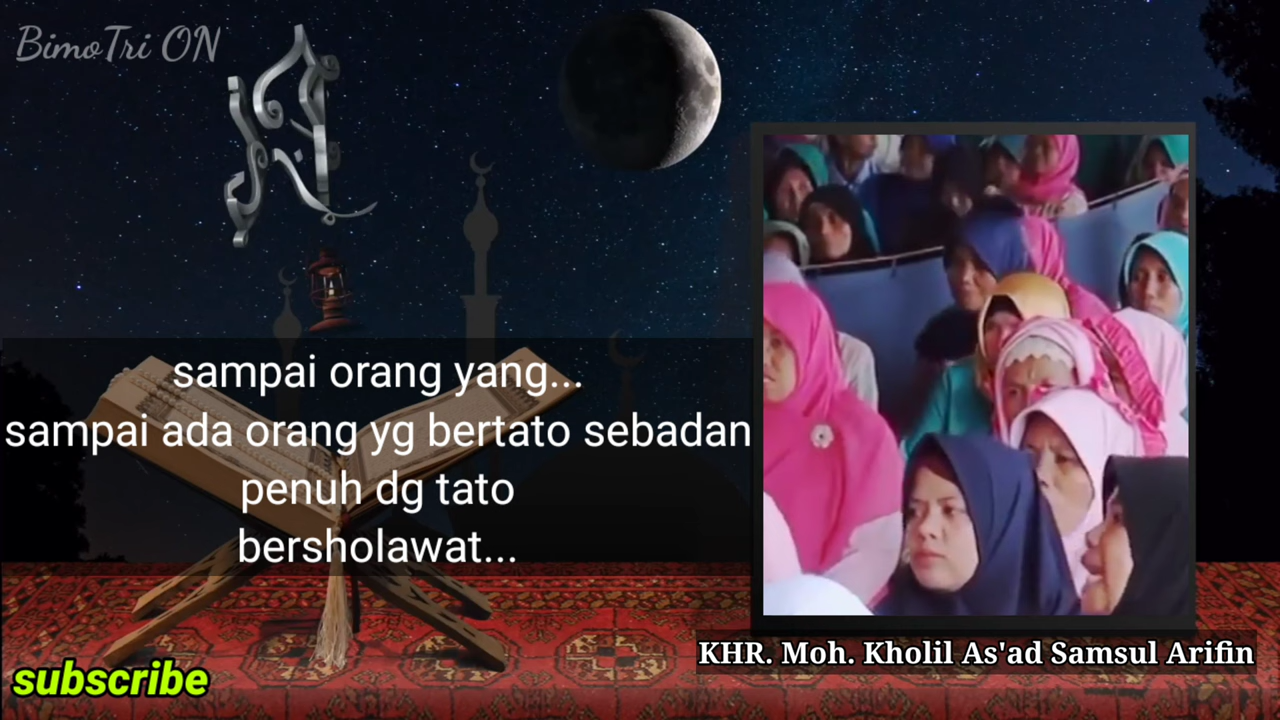 BimoTri ON
sampai orang yang...
sampai ada orang yg bertato sebadan
penuh dg tato
bersholawat...
KHR. Moh. Kholil As'ad Samsul Arifin
subscribe